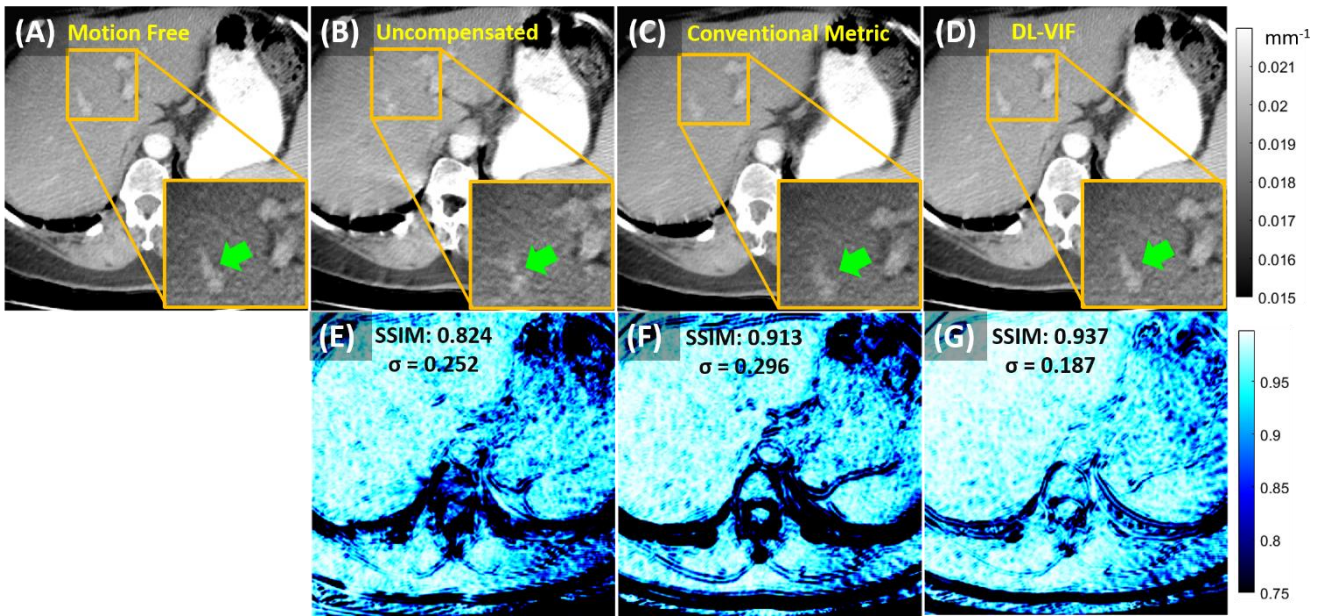 (A) Motion Free
(B) Uncompensated
(C) Conventional Metric
(D) DL-VIF
mm⁻¹
0.021
0.02
0.019
0.018
0.017
0.016
0.015
(E) SSIM: 0.824
σ = 0.252
(F) SSIM: 0.913
σ = 0.296
(G) SSIM: 0.937
σ = 0.187
0.95
0.9
0.85
0.8
0.75